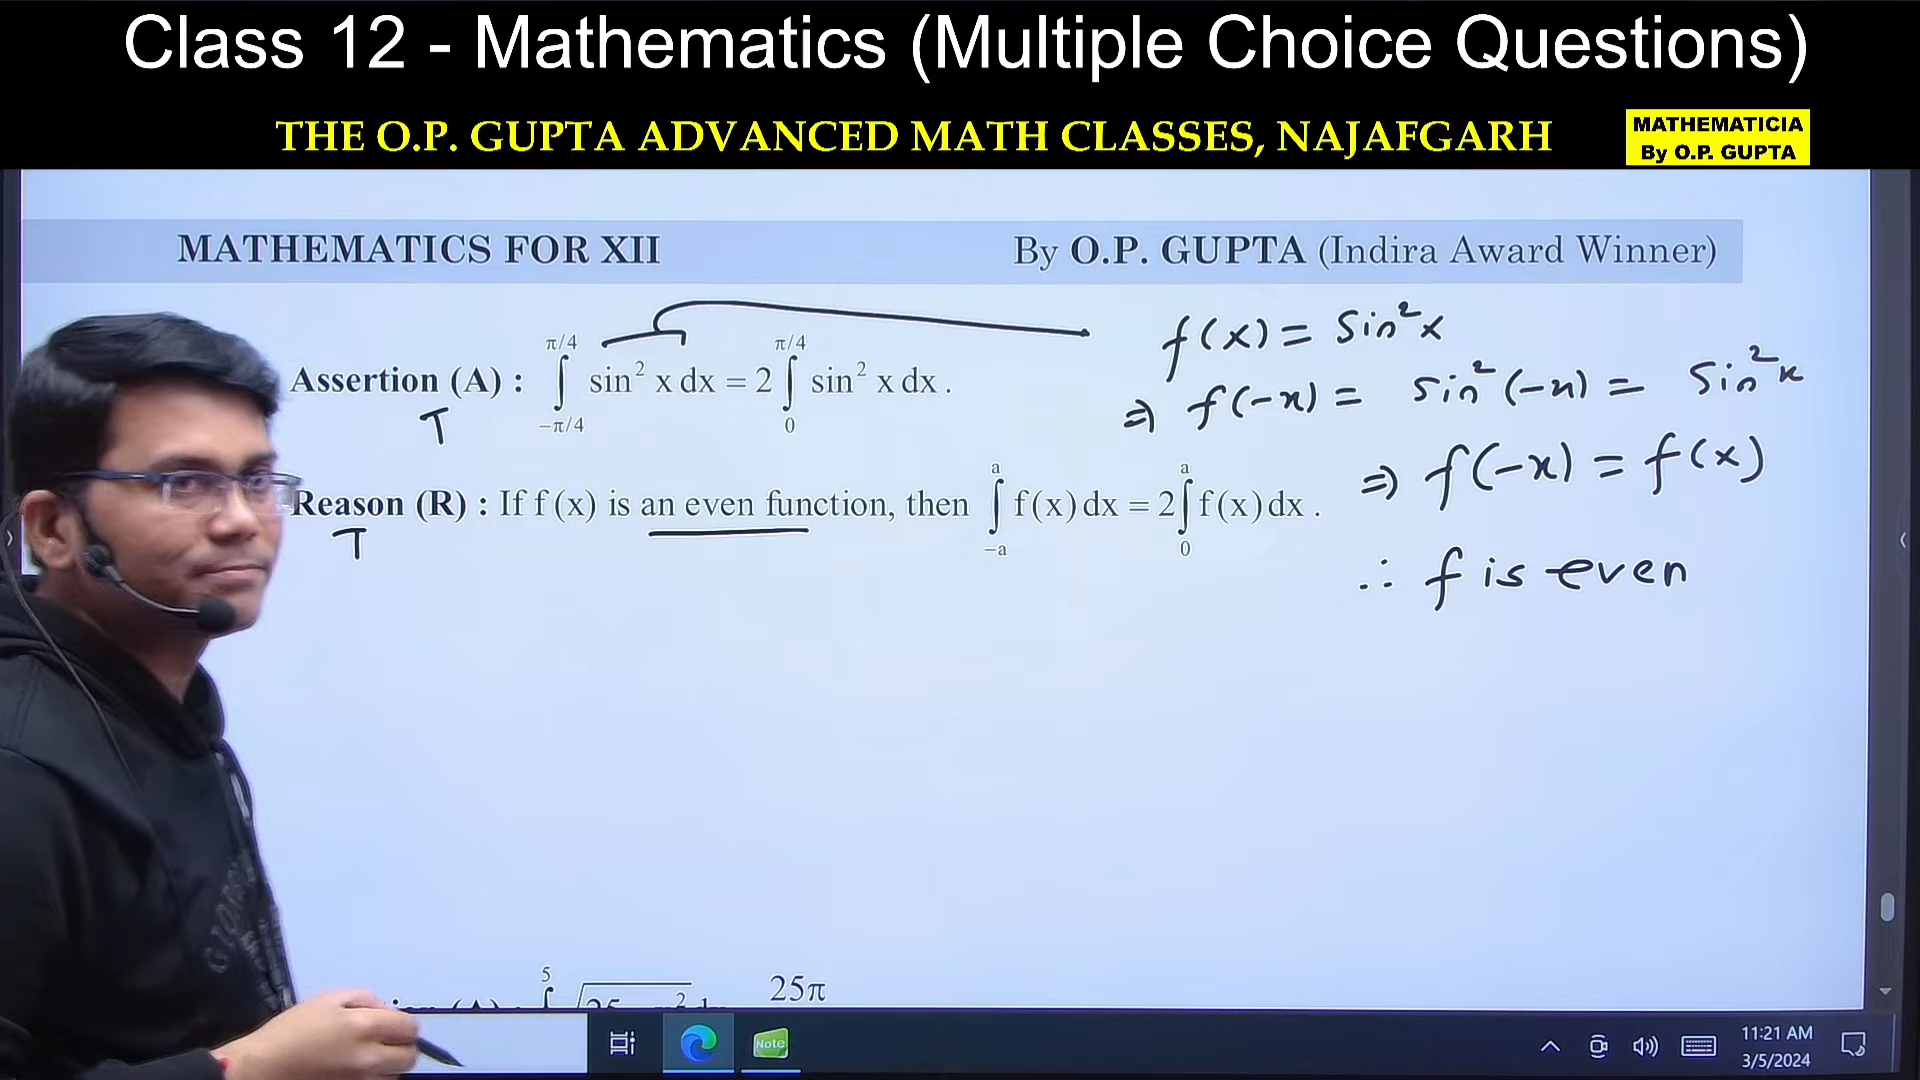 Class 12 - Mathematics (Multiple Choice Questions)
THE O.P. GUPTA ADVANCED MATH CLASSES, NAJAFGARH
MATHEMATICIA
By O.P. GUPTA
MATHEMATICS FOR XII
By O.P. GUPTA (Indira Award Winner)
Assertion (A) : ∫_{−π/4}^{π/4} sin² x dx = 2 ∫_{0}^{π/4} sin² x dx .
T
Reason (R) : If f (x) is an even function, then ∫_{−a}^{a} f(x) dx = 2 ∫_{0}^{a} f(x) dx .
T
f(x) = Sin²x
⇒ f(-x) = Sin²(-x) = Sin²x
⇒ f(-x) = f(x)
∴ f is even
5
25π
Note
11:21 AM
3/5/2024